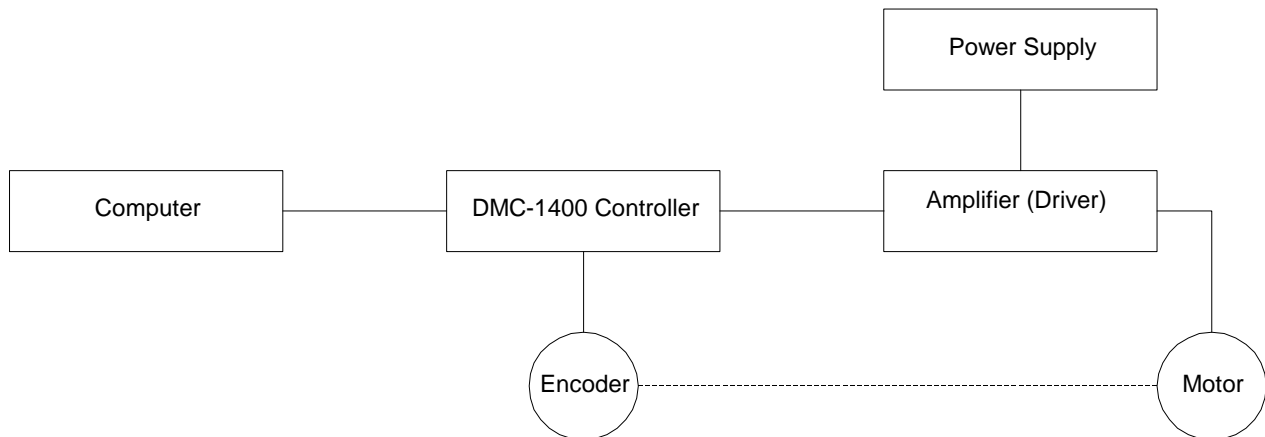 Power Supply
Computer
DMC-1400 Controller
Amplifier (Driver)
Encoder
Motor